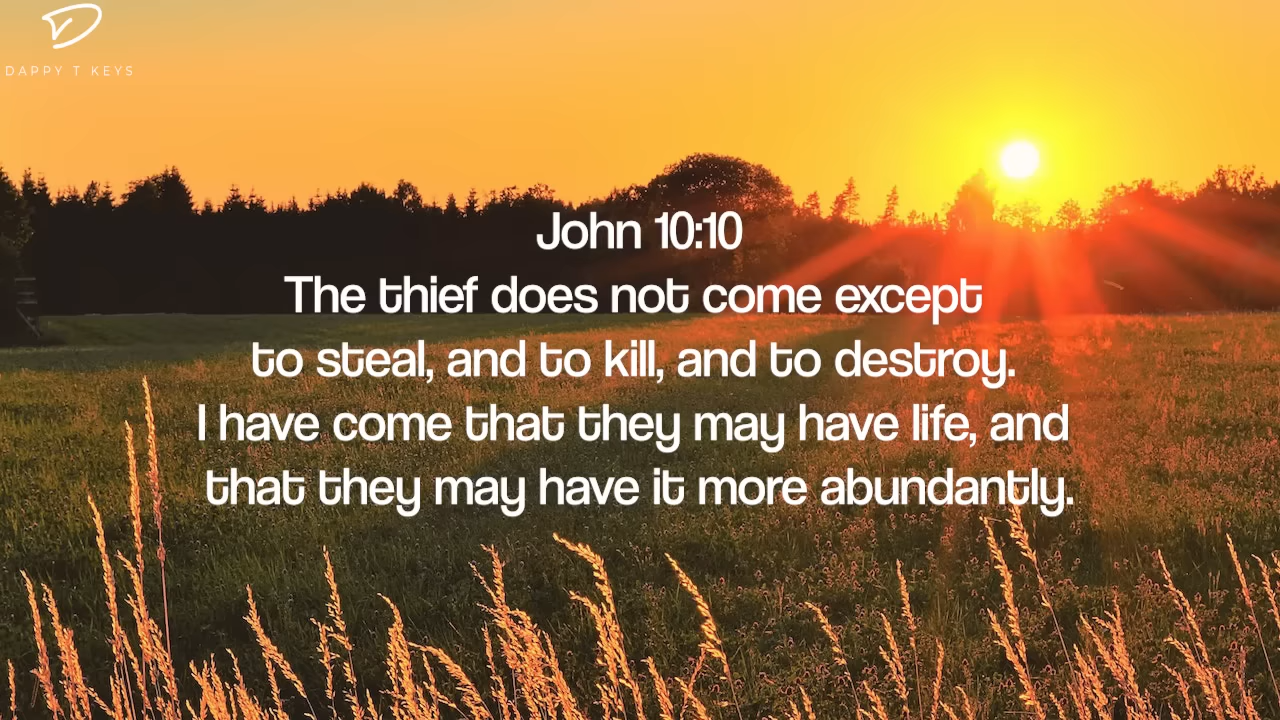 DAPPY T KEYS
John 10:10
The thief does not come except
to steal, and to kill, and to destroy.
I have come that they may have life, and
that they may have it more abundantly.